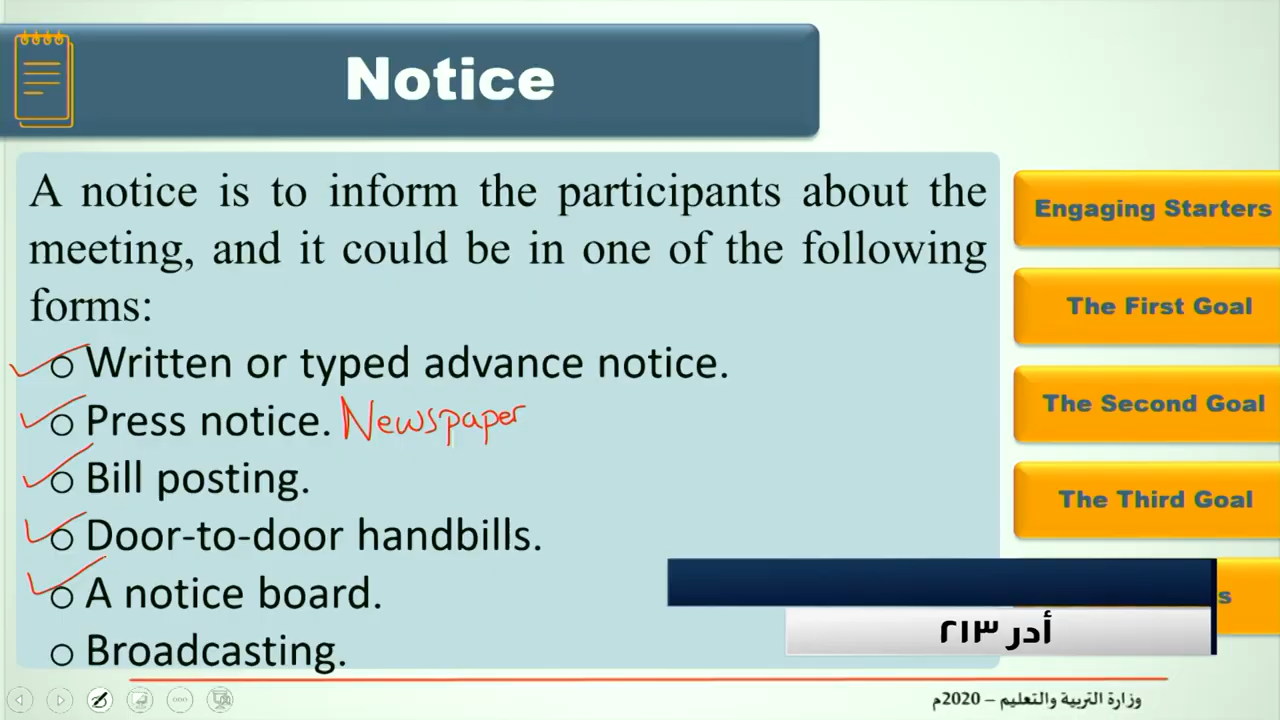 Notice
A notice is to inform the participants about the
meeting, and it could be in one of the following
forms:
o Written or typed advance notice.
o Press notice. Newspaper
o Bill posting.
o Door-to-door handbills.
o A notice board.
o Broadcasting.
Engaging Starters
The First Goal
The Second Goal
The Third Goal
s
أدر ٢١٣
وزارة التربية والتعليم – 2020م